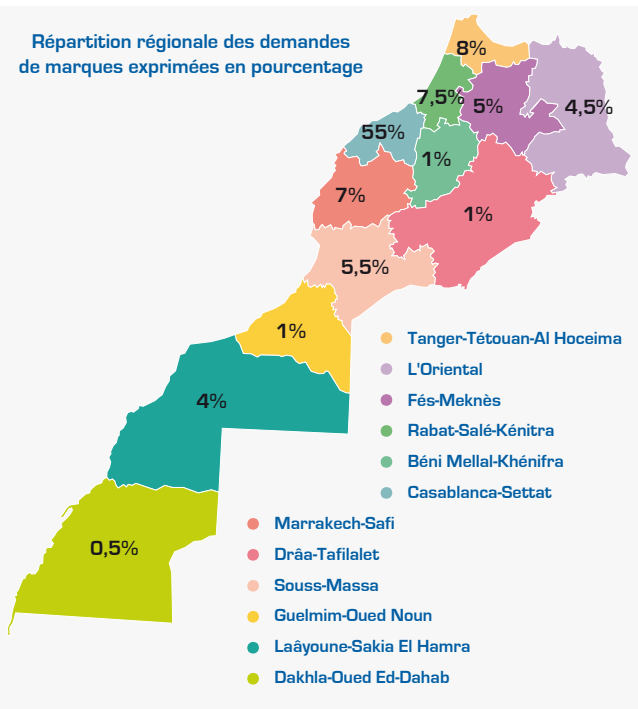 Répartition régionale des demandes
de marques exprimées en pourcentage
8%
7,5%
5%
4,5%
55%
1%
7%
1%
5,5%
1%
4%
0,5%
Tanger-Tétouan-Al Hoceima
L'Oriental
Fés-Meknès
Rabat-Salé-Kénitra
Béni Mellal-Khénifra
Casablanca-Settat
Marrakech-Safi
Drâa-Tafilalet
Souss-Massa
Guelmim-Oued Noun
Laâyoune-Sakia El Hamra
Dakhla-Oued Ed-Dahab